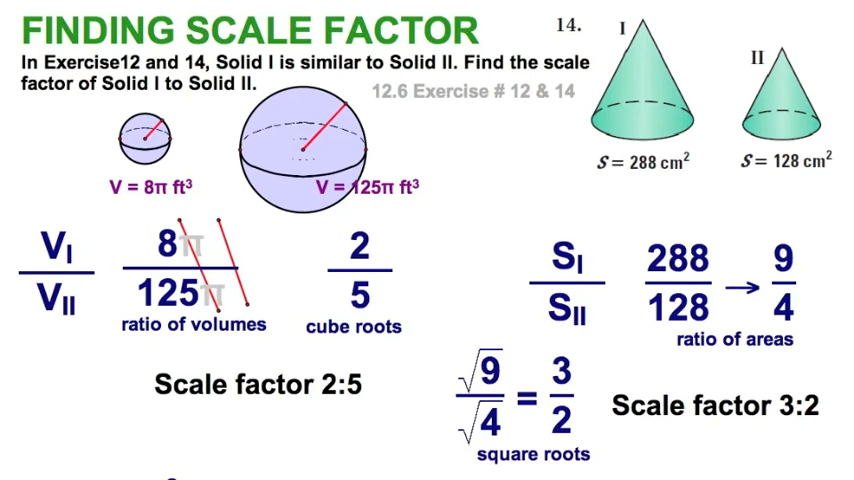 FINDING SCALE FACTOR
In Exercise12 and 14, Solid I is similar to Solid II. Find the scale
factor of Solid I to Solid II.
12.6 Exercise # 12 & 14
V = 8π ft³
V = 125π ft³
14.
I
II
S = 288 cm²
S = 128 cm²
V_I
V_II
8π
125π
ratio of volumes
2
5
cube roots
Scale factor 2:5
S_I
S_II
288
128
→
9
4
ratio of areas
√9
√4
=
3
2
square roots
Scale factor 3:2